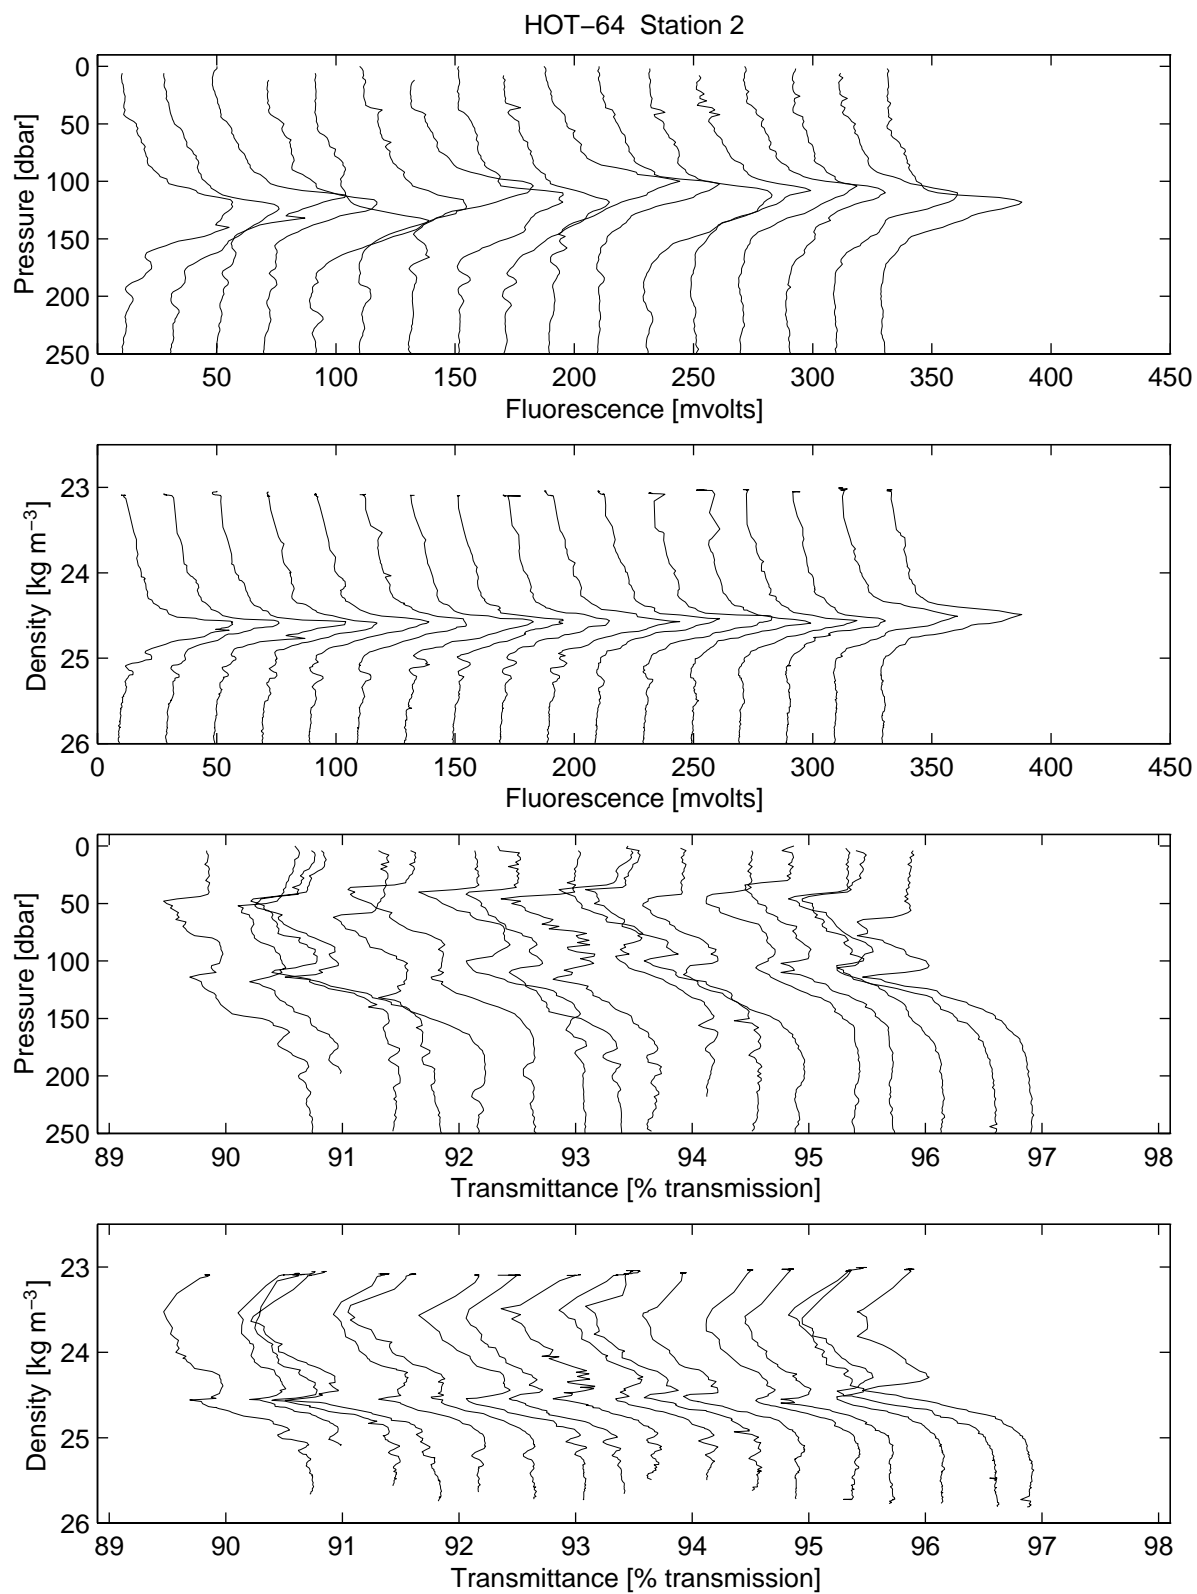 HOT−64 Station 2
0
50
100
150
200
250
Pressure [dbar]
0 50 100 150 200 250 300 350 400 450
Fluorescence [mvolts]
23
24
25
26
Density [kg m−3]
0 50 100 150 200 250 300 350 400 450
Fluorescence [mvolts]
0
50
100
150
200
250
Pressure [dbar]
89 90 91 92 93 94 95 96 97 98
Transmittance [% transmission]
23
24
25
26
Density [kg m−3]
89 90 91 92 93 94 95 96 97 98
Transmittance [% transmission]